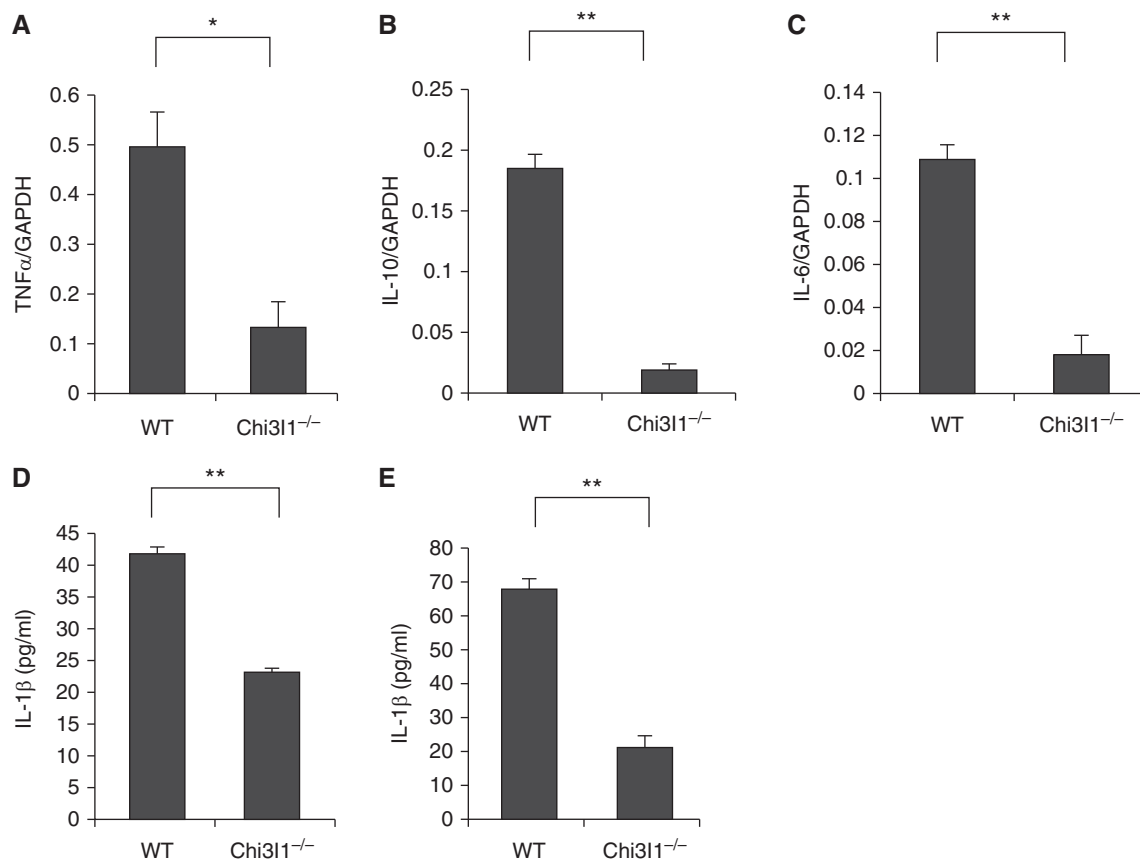 A
*
TNFα/GAPDH
0.6
0.5
0.4
0.3
0.2
0.1
0
WT
Chi3l1−/−
B
**
IL-10/GAPDH
0.25
0.2
0.15
0.1
0.05
0
WT
Chi3l1−/−
C
**
IL-6/GAPDH
0.14
0.12
0.1
0.08
0.06
0.04
0.02
0
WT
Chi3l1−/−
D
**
IL-1β (pg/ml)
45
40
35
30
25
20
15
10
5
0
WT
Chi3l1−/−
E
**
IL-1β (pg/ml)
80
70
60
50
40
30
20
10
0
WT
Chi3l1−/−